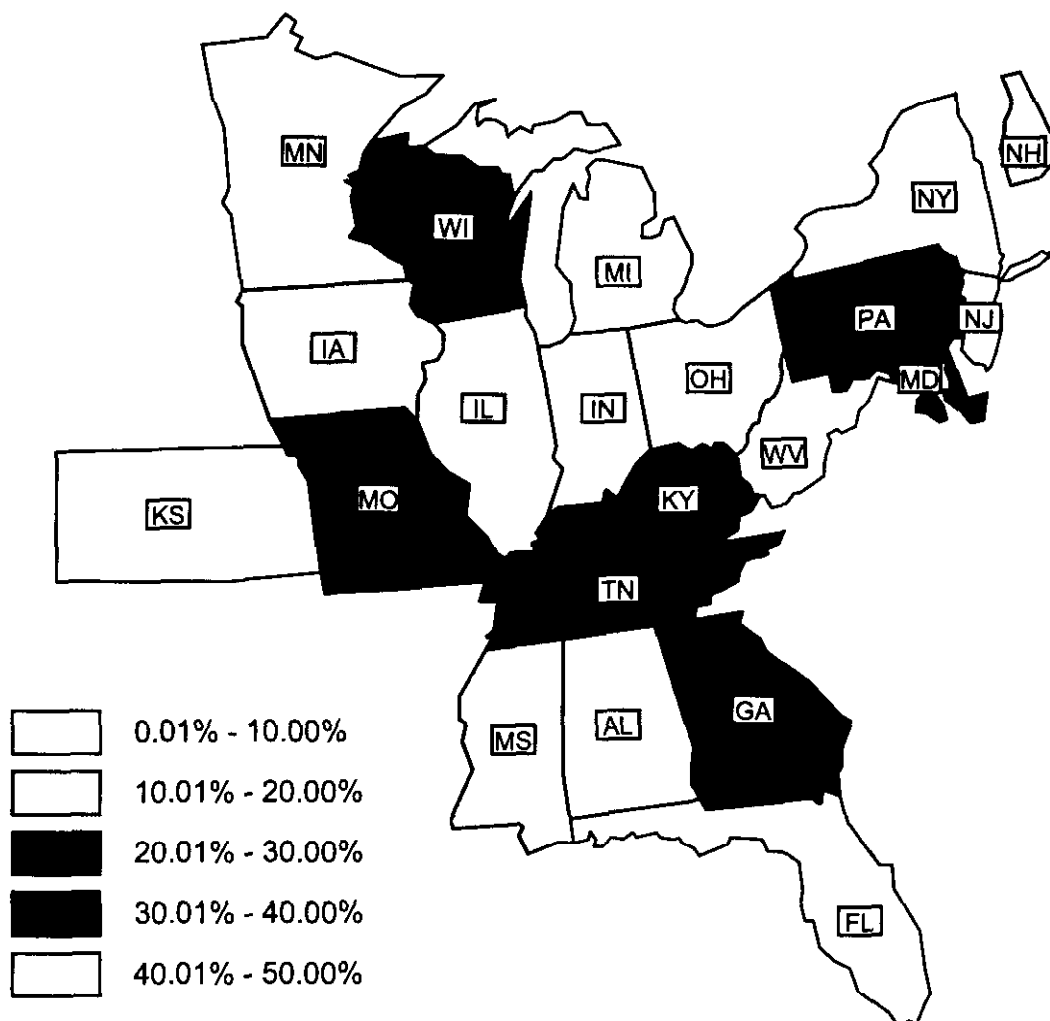 MN
WI
NH
NY
MI
PA
NJ
IA
OH
MD
IL
IN
WV
KS
MO
KY
TN
GA
MS
AL
FL
0.01% - 10.00%
10.01% - 20.00%
20.01% - 30.00%
30.01% - 40.00%
40.01% - 50.00%